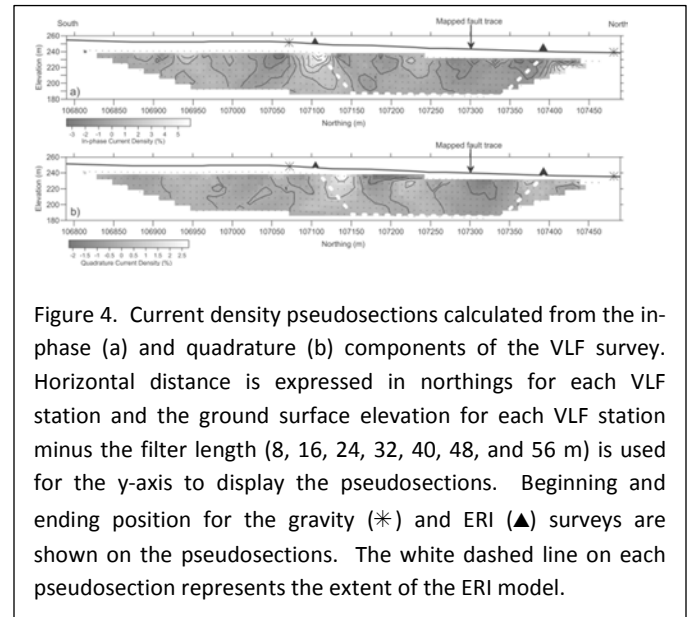 South
Mapped fault trace
North
Elevation (m)
260
240
220
200
180
a)
106800 106850 106900 106950 107000 107050 107100 107150 107200 107250 107300 107350 107400 107450
Northing (m)
-3 -2 -1 0 1 2 3 4 5
In-phase Current Density (%)
Mapped fault trace
Elevation (m)
260
240
220
200
180
b)
106800 106850 106900 106950 107000 107050 107100 107150 107200 107250 107300 107350 107400 107450
Northing (m)
-2 -1.5 -1 -0.5 0 0.5 1 1.5 2 2.5
Quadrature Current Density (%)
Figure 4. Current density pseudosections calculated from the in-
phase (a) and quadrature (b) components of the VLF survey.
Horizontal distance is expressed in northings for each VLF
station and the ground surface elevation for each VLF station
minus the filter length (8, 16, 24, 32, 40, 48, and 56 m) is used
for the y-axis to display the pseudosections. Beginning and
ending position for the gravity (✳) and ERI (▲) surveys are
shown on the pseudosections. The white dashed line on each
pseudosection represents the extent of the ERI model.